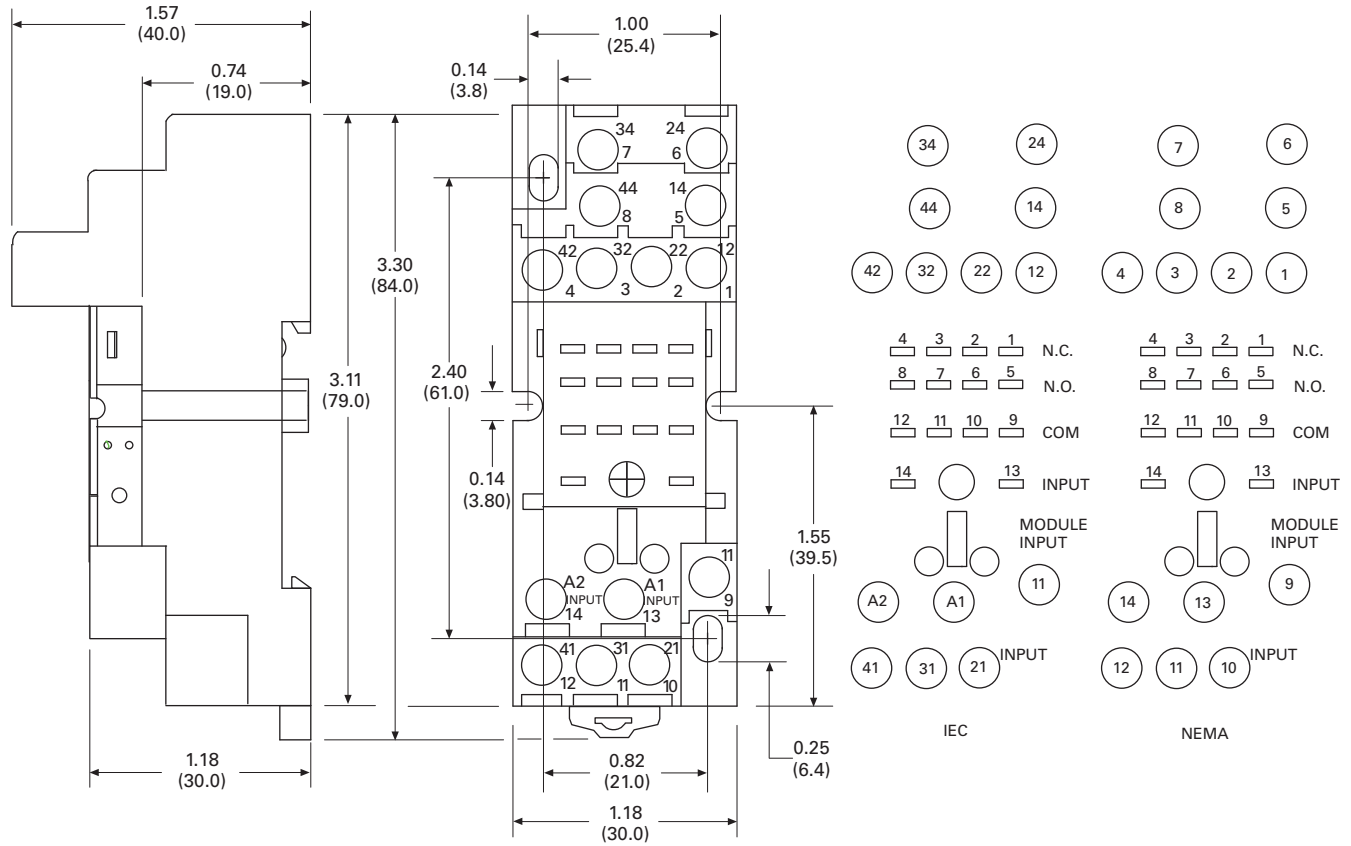 1.57
(40.0)
0.74
(19.0)
3.11
(79.0)
3.30
(84.0)
1.18
(30.0)
1.00
(25.4)
0.14
(3.8)
34 24
7 6
44 14
8 5
42 32 22 12
4 3 2 1
2.40
(61.0)
0.14
(3.80)
1.55
(39.5)
A2 A1 11
INPUT INPUT
14 13 9
41 31 21
12 11 10
0.25
(6.4)
0.82
(21.0)
1.18
(30.0)
34 24
44 14
42 32 22 12
4 3 2 1 N.C.
8 7 6 5 N.O.
12 11 10 9 COM
14 13 INPUT
MODULE
INPUT
11
A2 A1
41 31 21 INPUT
IEC
7 6
8 5
4 3 2 1
4 3 2 1 N.C.
8 7 6 5 N.O.
12 11 10 9 COM
14 13 INPUT
MODULE
INPUT
9
14 13
12 11 10 INPUT
NEMA